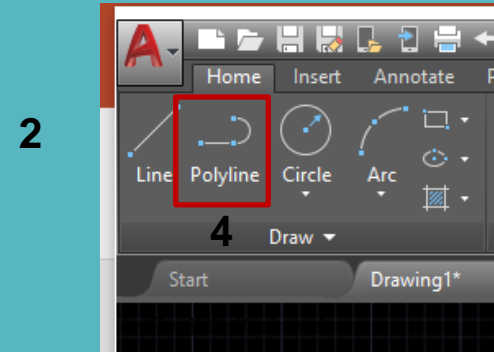 Home Insert Annotate
2
Line Polyline Circle Arc
4
Draw
Start Drawing1*